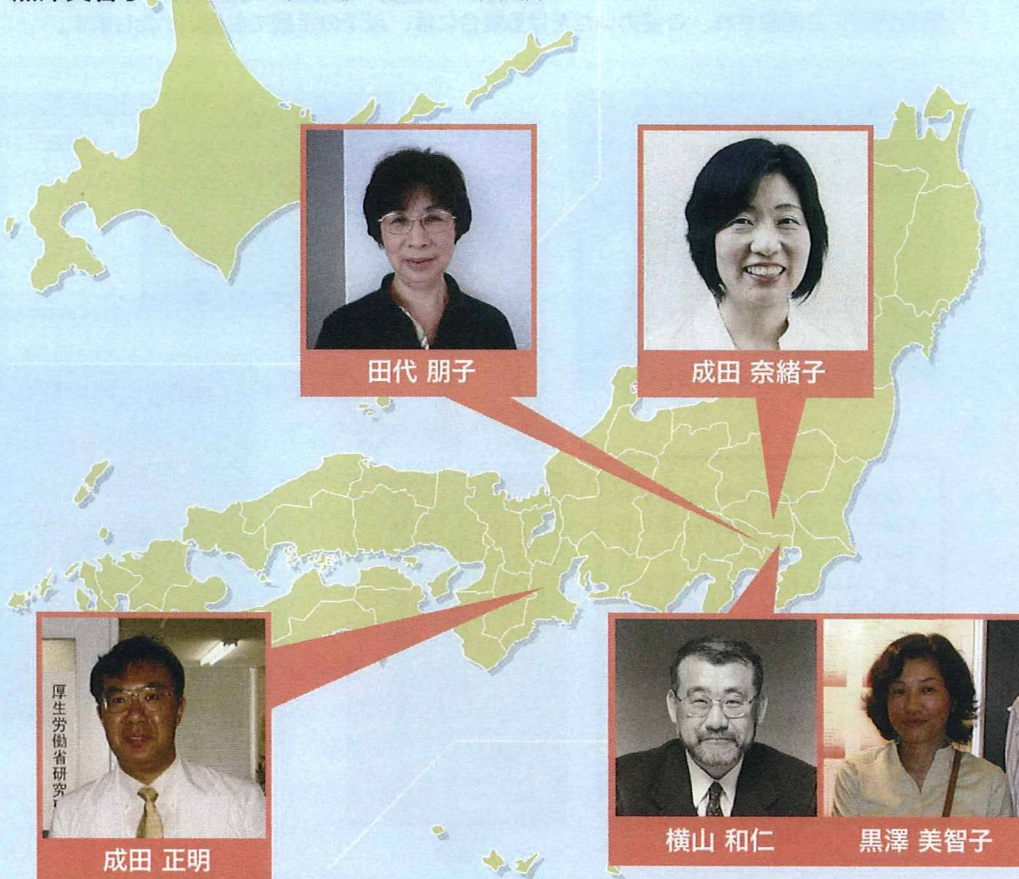 田代 朋子
成田 奈緒子
厚生労働省研究
成田 正明
横山 和仁
黒澤 美智子